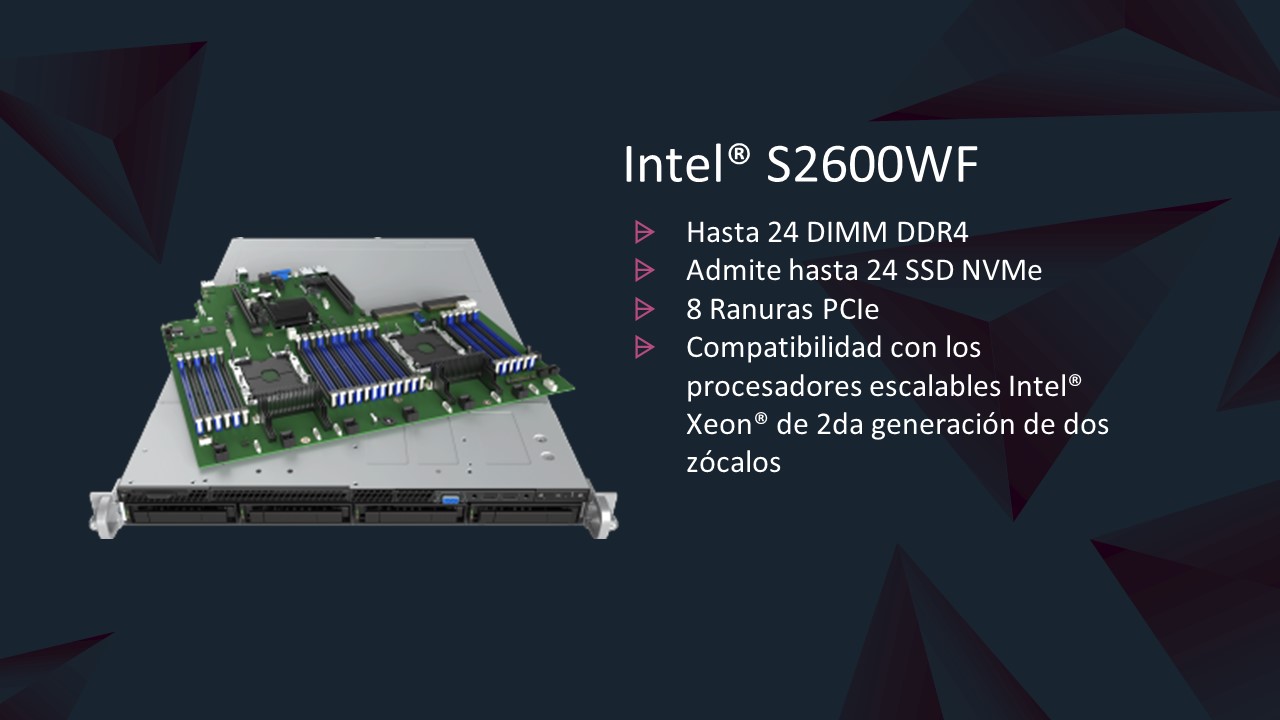 Intel® S2600WF
Hasta 24 DIMM DDR4
Admite hasta 24 SSD NVMe
8 Ranuras PCIe
Compatibilidad con los
procesadores escalables Intel®
Xeon® de 2da generación de dos
zócalos